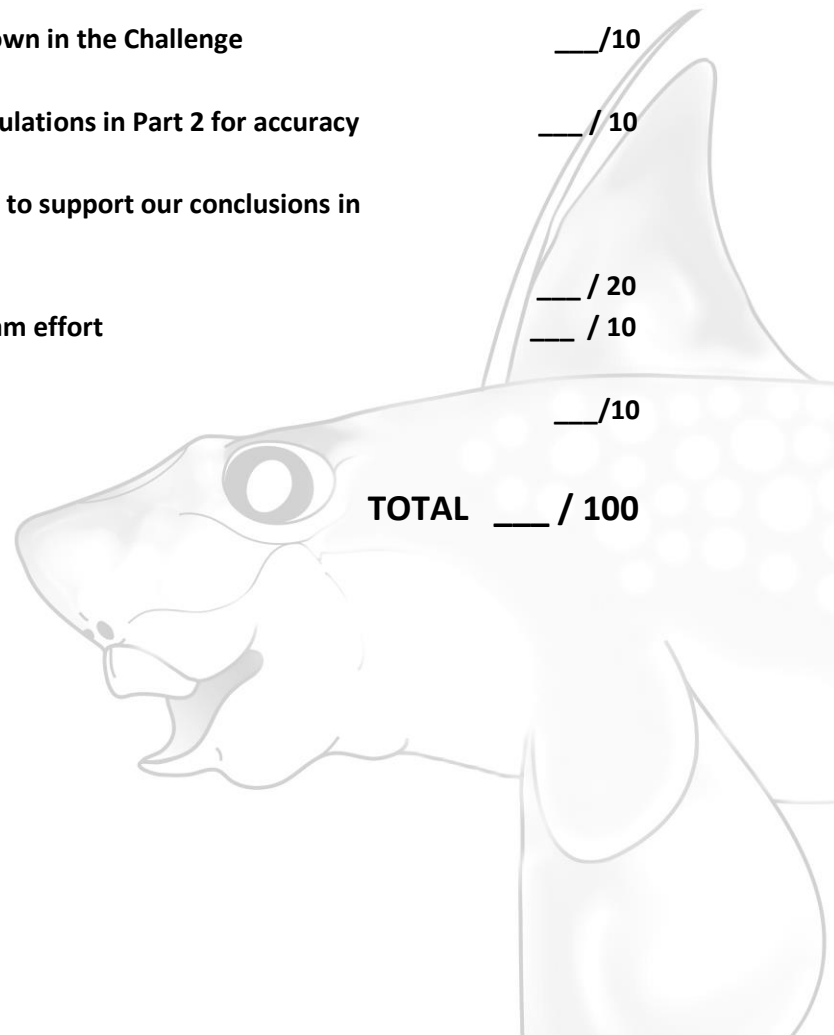 own in the Challenge ___/10
ulations in Part 2 for accuracy ___ / 10
to support our conclusions in
___ / 20
m effort ___ / 10
___/10
TOTAL ___ / 100